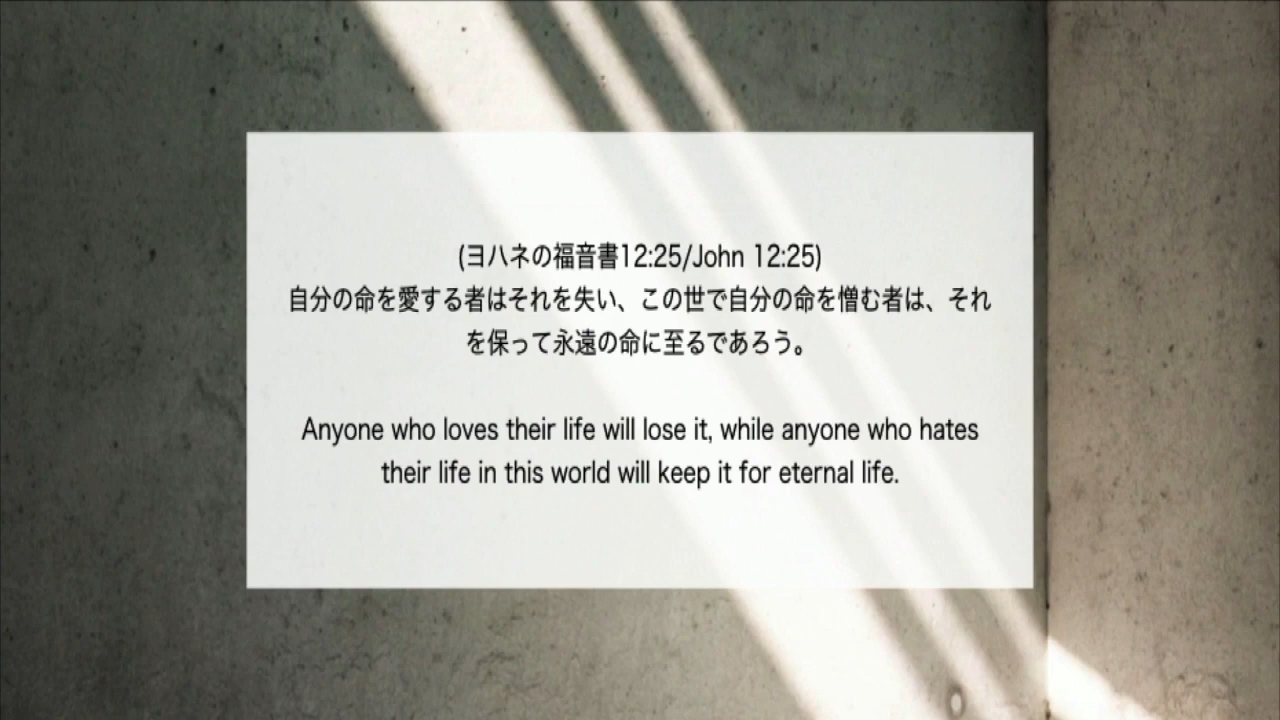 (ヨハネの福音書12:25/John 12:25)
自分の命を愛する者はそれを失い、この世で自分の命を憎む者は、それ
を保って永遠の命に至るであろう。
Anyone who loves their life will lose it, while anyone who hates
their life in this world will keep it for eternal life.